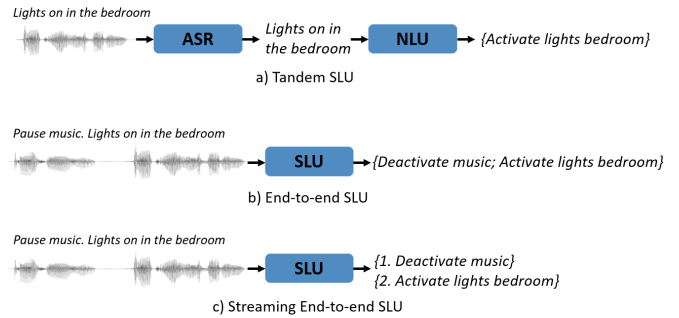 Lights on in the bedroom
ASR
Lights on in
the bedroom
NLU
{Activate lights bedroom}
a) Tandem SLU
Pause music. Lights on in the bedroom
SLU
{Deactivate music; Activate lights bedroom}
b) End-to-end SLU
Pause music. Lights on in the bedroom
SLU
{1. Deactivate music}
{2. Activate lights bedroom}
c) Streaming End-to-end SLU